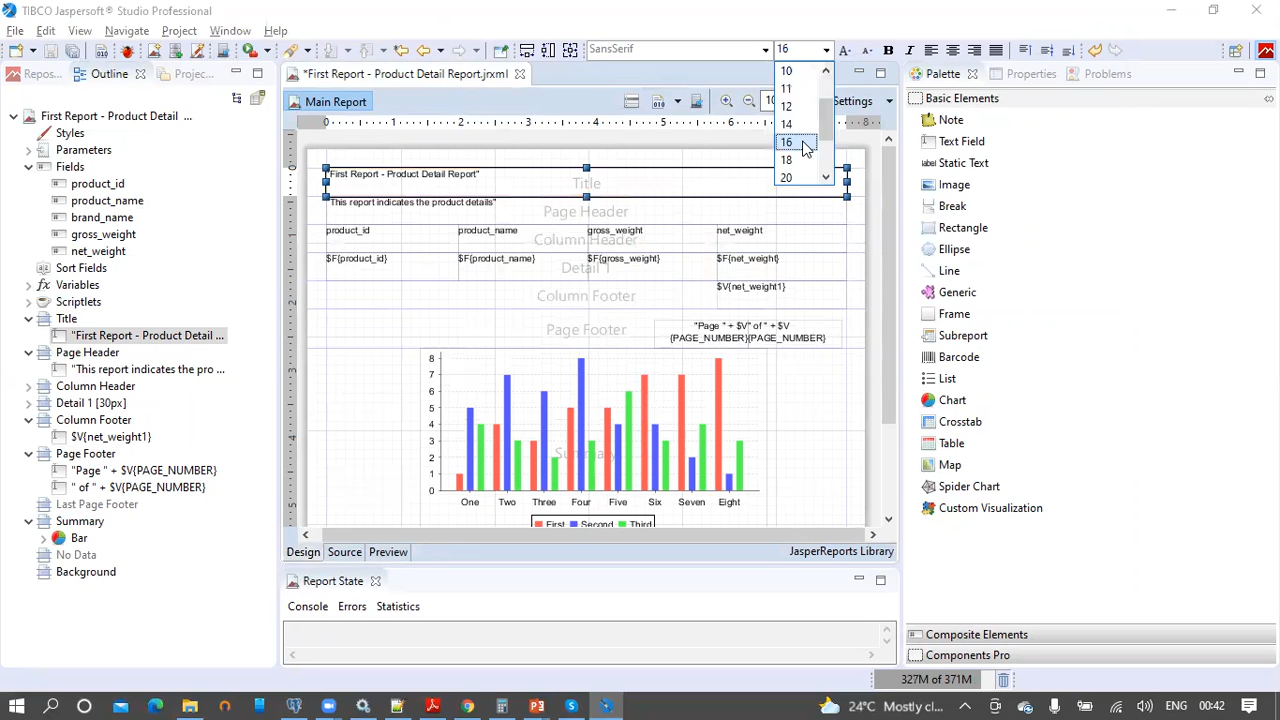 TIBCO Jaspersoft® Studio Professional
File Edit View Navigate Project Window Help
SansSerif 16
Repos... Outline Projec...
*First Report - Product Detail Report.jrxml
Palette Properties Problems
Main Report
Settings
10
11
12
14
16
18
20
0 2 4 6 8
First Report - Product Detail ...
Styles
Parameters
Fields
product_id
product_name
brand_name
gross_weight
net_weight
Sort Fields
Variables
Scriptlets
Title
"First Report - Product Detail ...
Page Header
"This report indicates the pro ...
Column Header
Detail 1 [30px]
Column Footer
$V{net_weight1}
Page Footer
"Page " + $V{PAGE_NUMBER}
" of " + $V{PAGE_NUMBER}
Last Page Footer
Summary
Bar
No Data
Background
"First Report - Product Detail Report"
Title
"This report indicates the product details"
Page Header
product_id product_name gross_weight net_weight
Column Header
$F{product_id} $F{product_name} $F{gross_weight} $F{net_weight}
Detail 1
$V{net_weight1}
Column Footer
Page Footer
"Page " + $V" of " + $V
{PAGE_NUMBER}{PAGE_NUMBER}
8
7
6
5
4
3
2
1
0
Summary
One Two Three Four Five Six Seven Eight
First Second Third
Design Source Preview
JasperReports Library
Report State
Console Errors Statistics
Basic Elements
Note
Text Field
label Static Text
Image
Break
Rectangle
Ellipse
Line
Generic
Frame
Subreport
Barcode
List
Chart
Crosstab
Table
Map
Spider Chart
Custom Visualization
Composite Elements
Components Pro
327M of 371M
24°C Mostly cl...
ENG 00:42